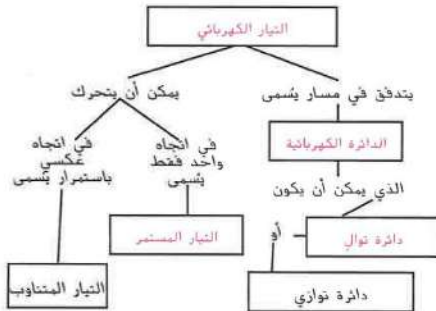 التيار الكهربائي
يتدفق في مسار يُسمى
الدائرة الكهربائية
الذي يمكن أن يكون
دائرة توالٍ
أو
دائرة توازي
يمكن أن يتحرك
في اتجاه
واحد فقط
يُسمى
التيار المستمر
في اتجاه
عكسي
باستمرار يُسمى
التيار المتناوب